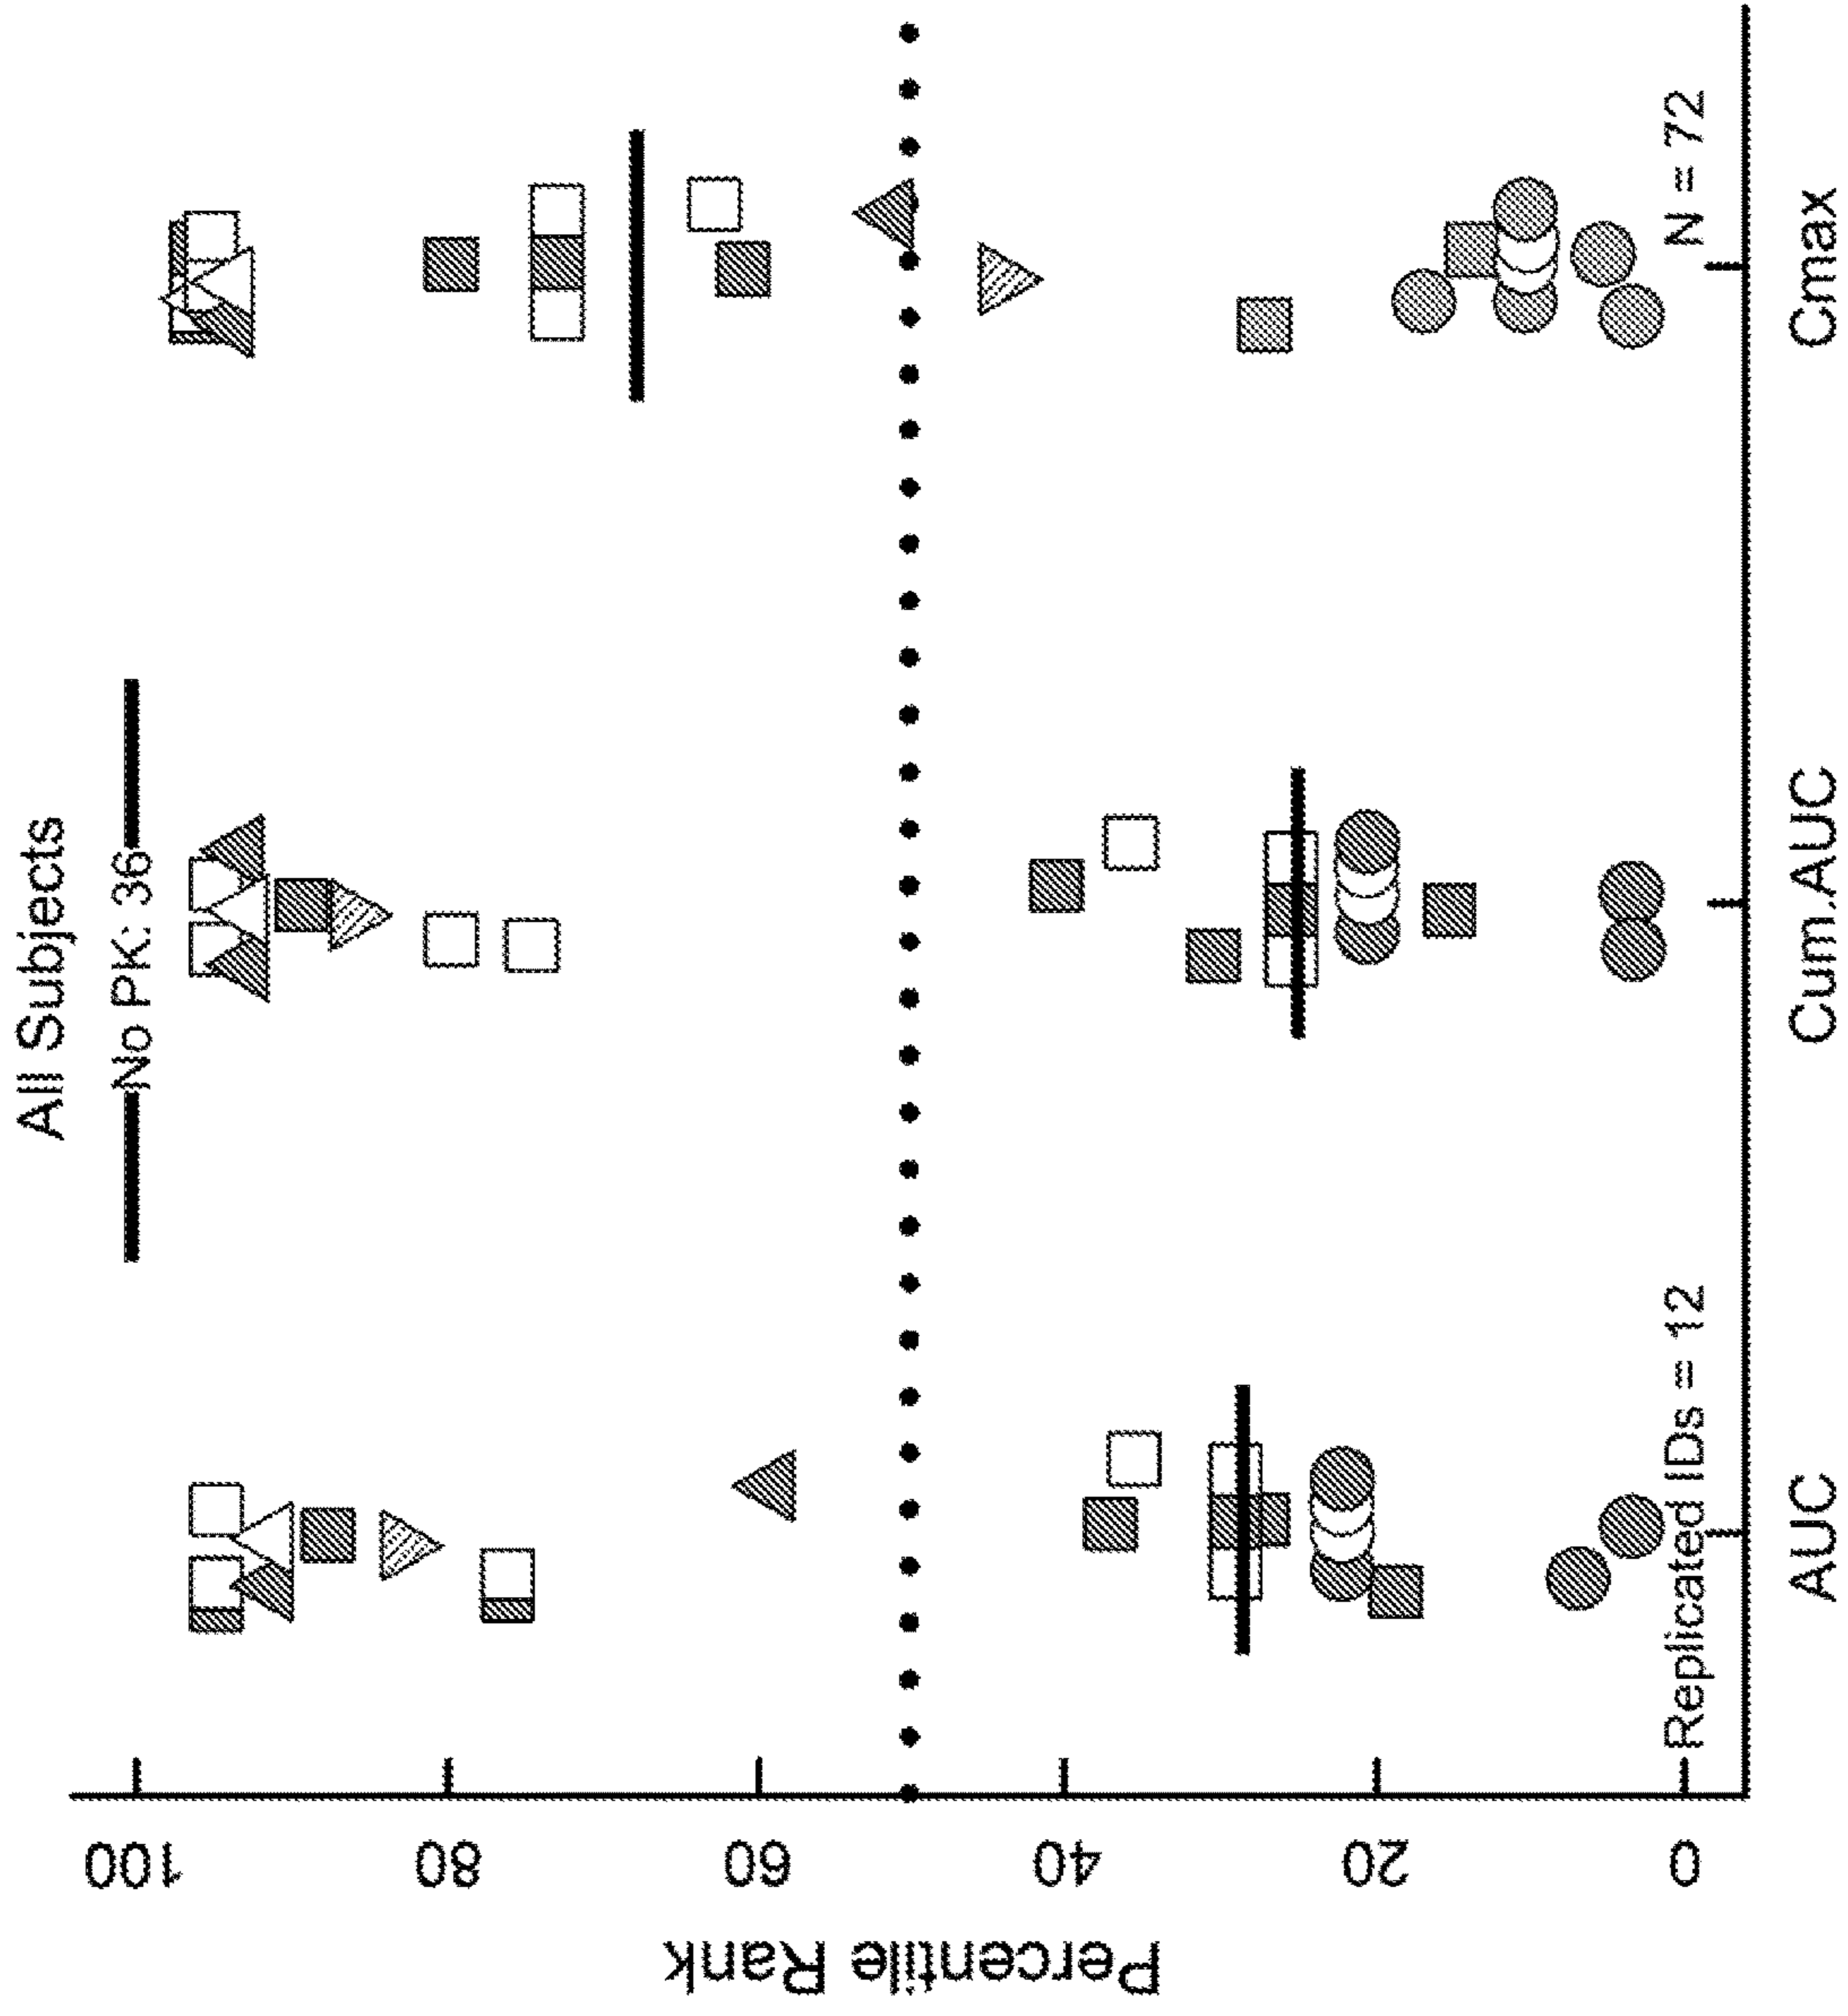 All Subjects
No PK: 36
100
80
60
40
20
0
Percentile Rank
Replicated IDs = 12
N = 72
AUC
Cum.AUC
Cmax